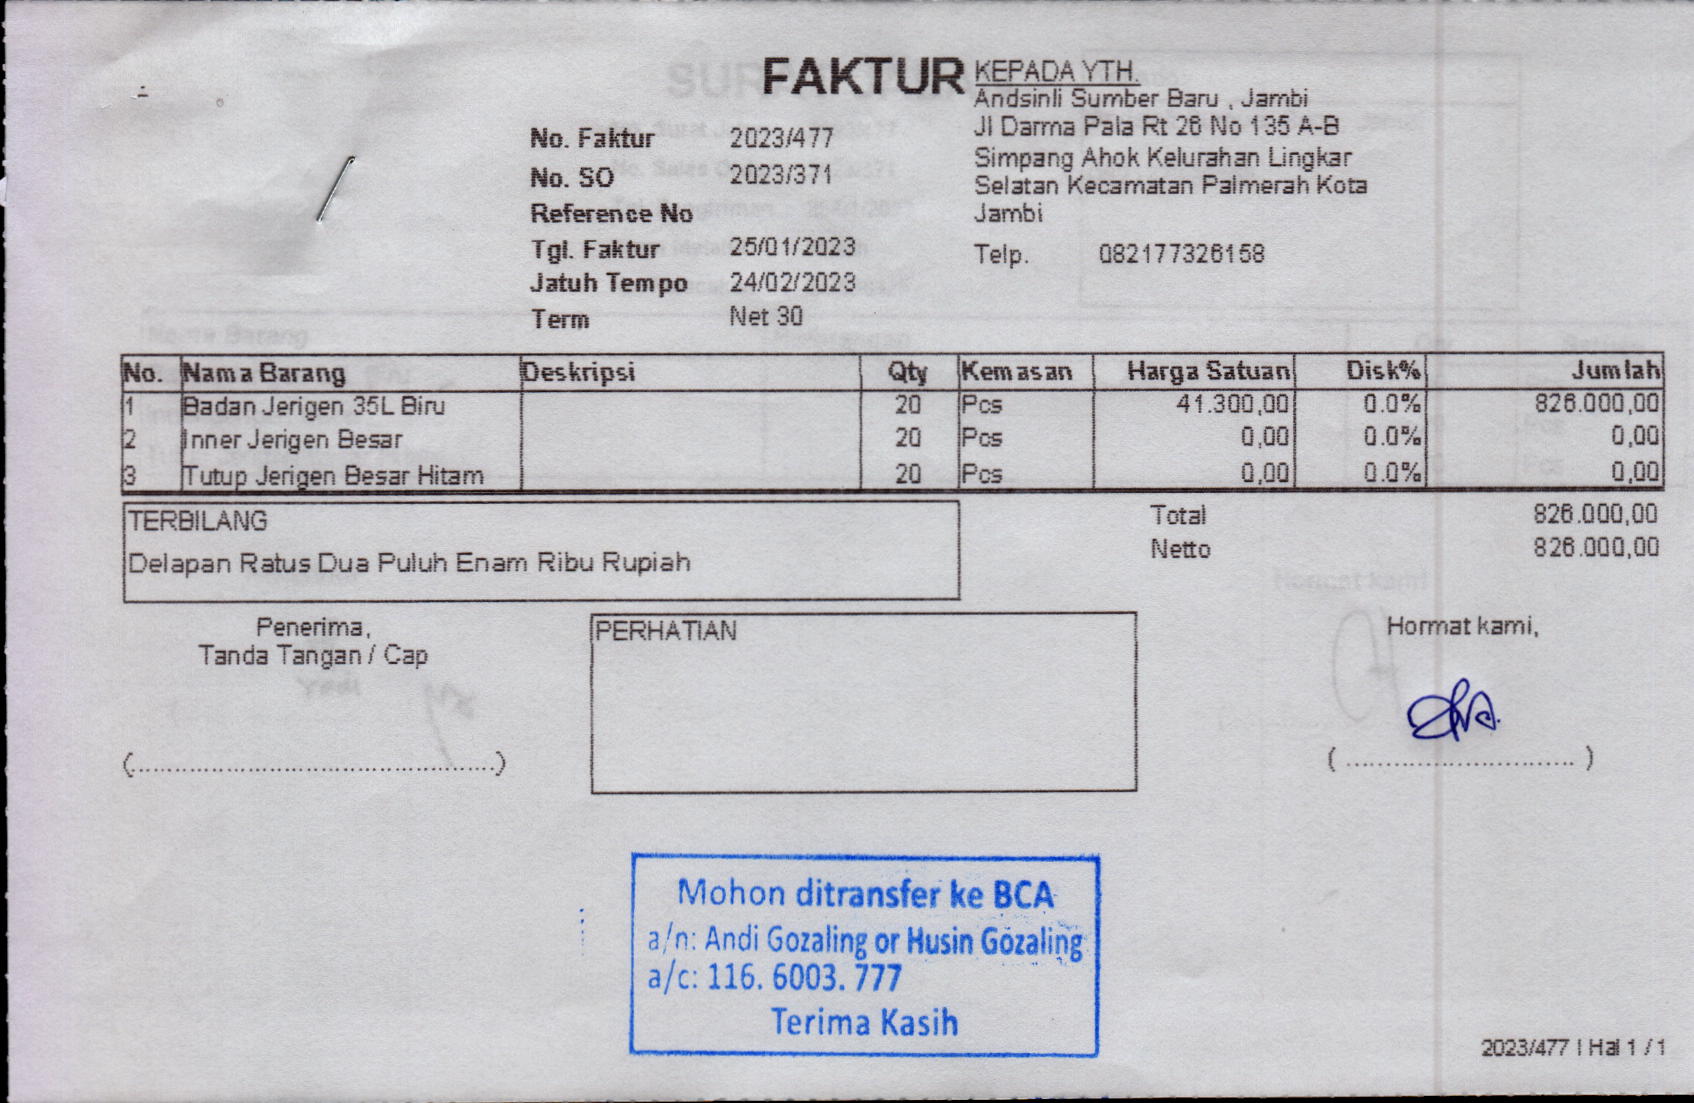 FAKTUR
KEPADA YTH.
Andsinli Sumber Baru , Jambi
Jl Darma Pala Rt 26 No 135 A-B
Simpang Ahok Kelurahan Lingkar
Selatan Kecamatan Palmerah Kota
Jambi
Telp. 082177326158
No. Faktur 2023/477
No. SO 2023/371
Reference No
Tgl. Faktur 25/01/2023
Jatuh Tempo 24/02/2023
Term Net 30
No. Nama Barang Deskripsi Qty Kemasan Harga Satuan Disk% Jumlah
1 Badan Jerigen 35L Biru 20 Pcs 41.300,00 0.0% 826.000,00
2 Inner Jerigen Besar 20 Pcs 0,00 0.0% 0,00
3 Tutup Jerigen Besar Hitam 20 Pcs 0,00 0.0% 0,00
TERBILANG
Delapan Ratus Dua Puluh Enam Ribu Rupiah
Total 826.000,00
Netto 826.000,00
Penerima,
Tanda Tangan / Cap
(..............................................)
PERHATIAN
Hormat kami,
( ............................. )
Mohon ditransfer ke BCA
a/n: Andi Gozaling or Husin Gozaling
a/c: 116. 6003. 777
Terima Kasih
2023/477 | Hal 1 / 1